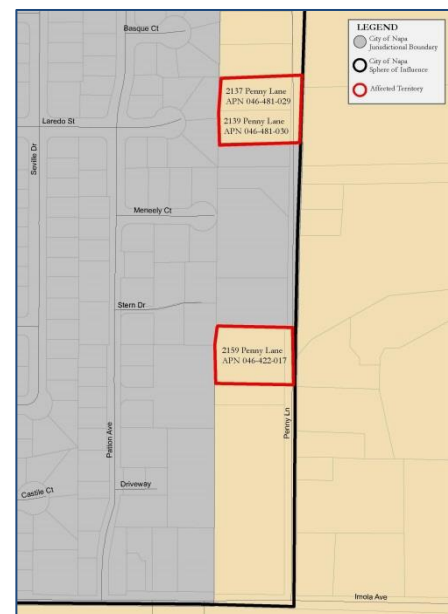 Basque Ct
LEGEND
City of Napa
Jurisdictional Boundary
City of Napa
Sphere of Influence
Affected Territory
2137 Penny Lane
APN 046-481-029
2139 Penny Lane
APN 046-481-030
Laredo St
Seville Dr
Meneely Ct
Stern Dr
2159 Penny Lane
APN 046-422-017
Penny Ln
Patton Ave
Driveway
Castile Ct
Imola Ave